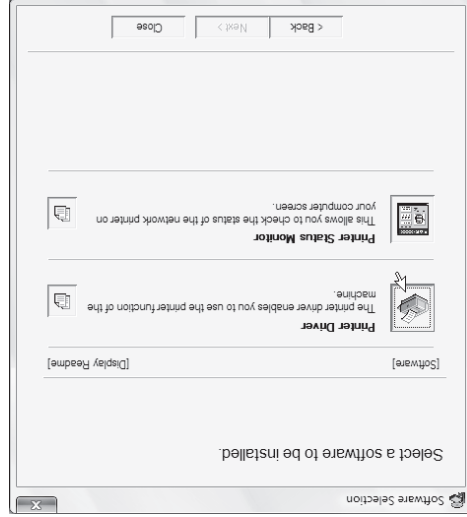 Software Selection
X
Select a software to be installed.
[Software] [Display Readme]
Printer Driver
The printer driver enables you to use the printer function of the
machine.
Printer Status Monitor
This allows you to check the status of the network printer on
your computer screen.
< Back Next > Close